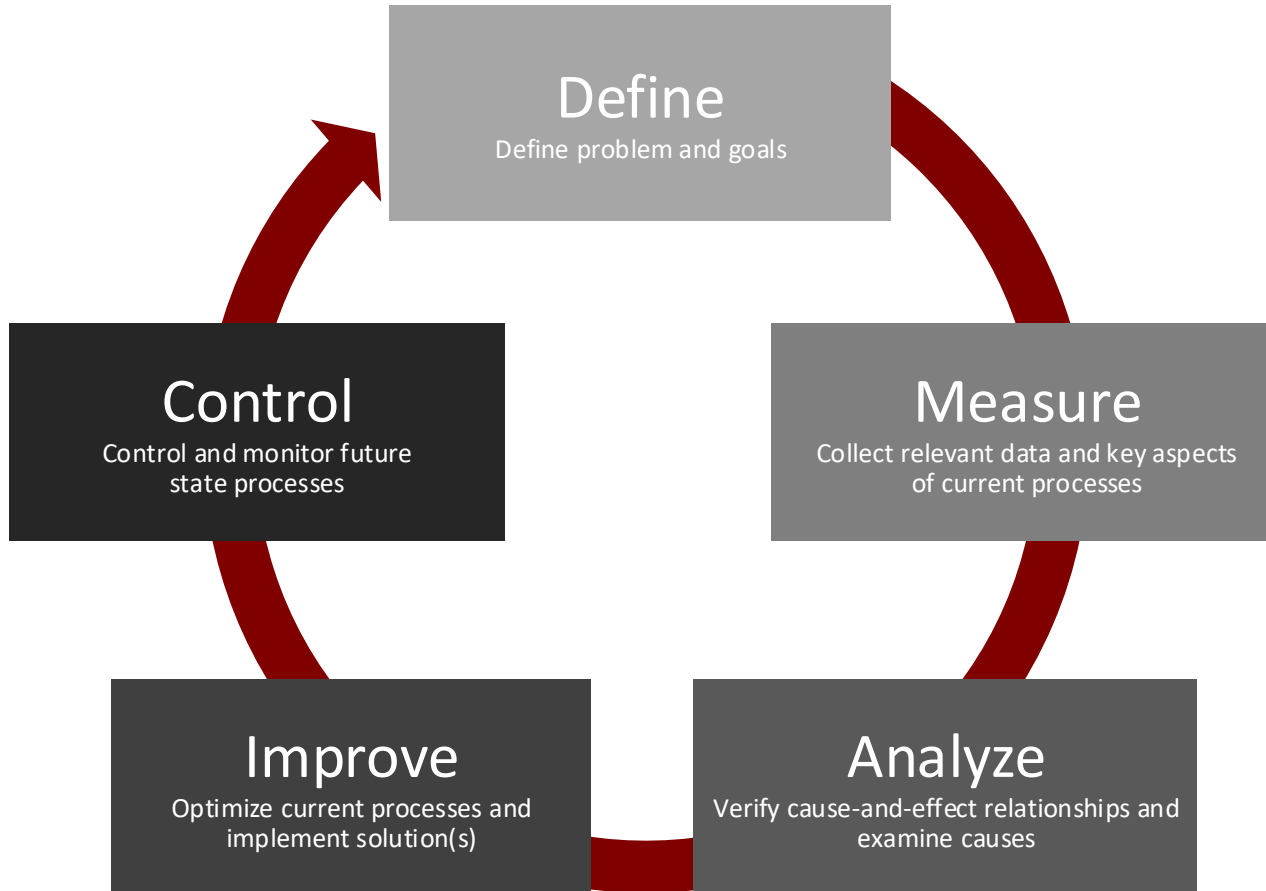 Define
Define problem and goals
Measure
Collect relevant data and key aspects
of current processes
Analyze
Verify cause-and-effect relationships and
examine causes
Improve
Optimize current processes and
implement solution(s)
Control
Control and monitor future
state processes